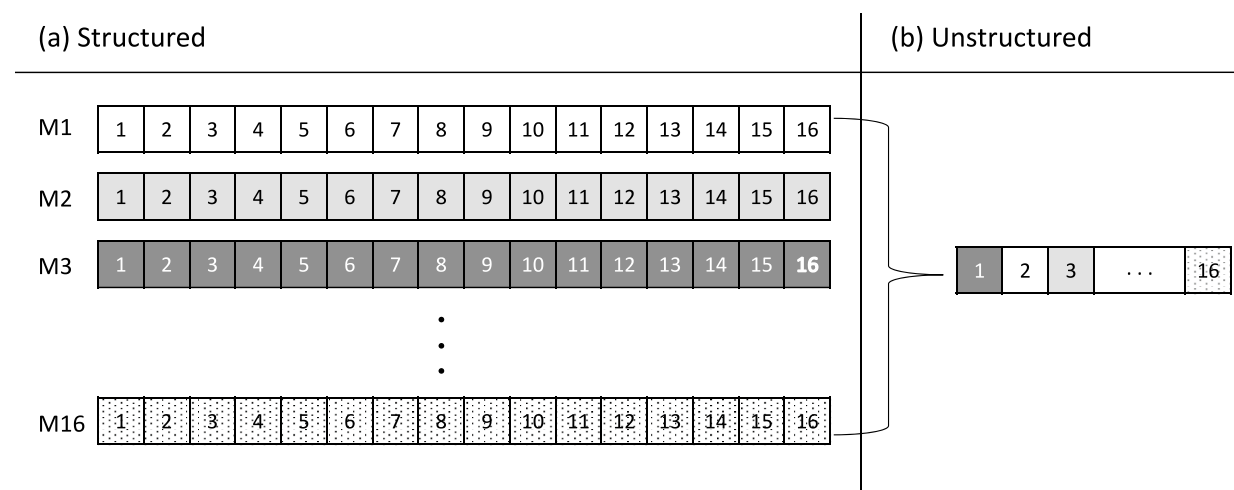 (a) Structured
(b) Unstructured
M1 1 2 3 4 5 6 7 8 9 10 11 12 13 14 15 16
M2 1 2 3 4 5 6 7 8 9 10 11 12 13 14 15 16
M3 1 2 3 4 5 6 7 8 9 10 11 12 13 14 15 16
1 2 3 . . . 16
M16 1 2 3 4 5 6 7 8 9 10 11 12 13 14 15 16